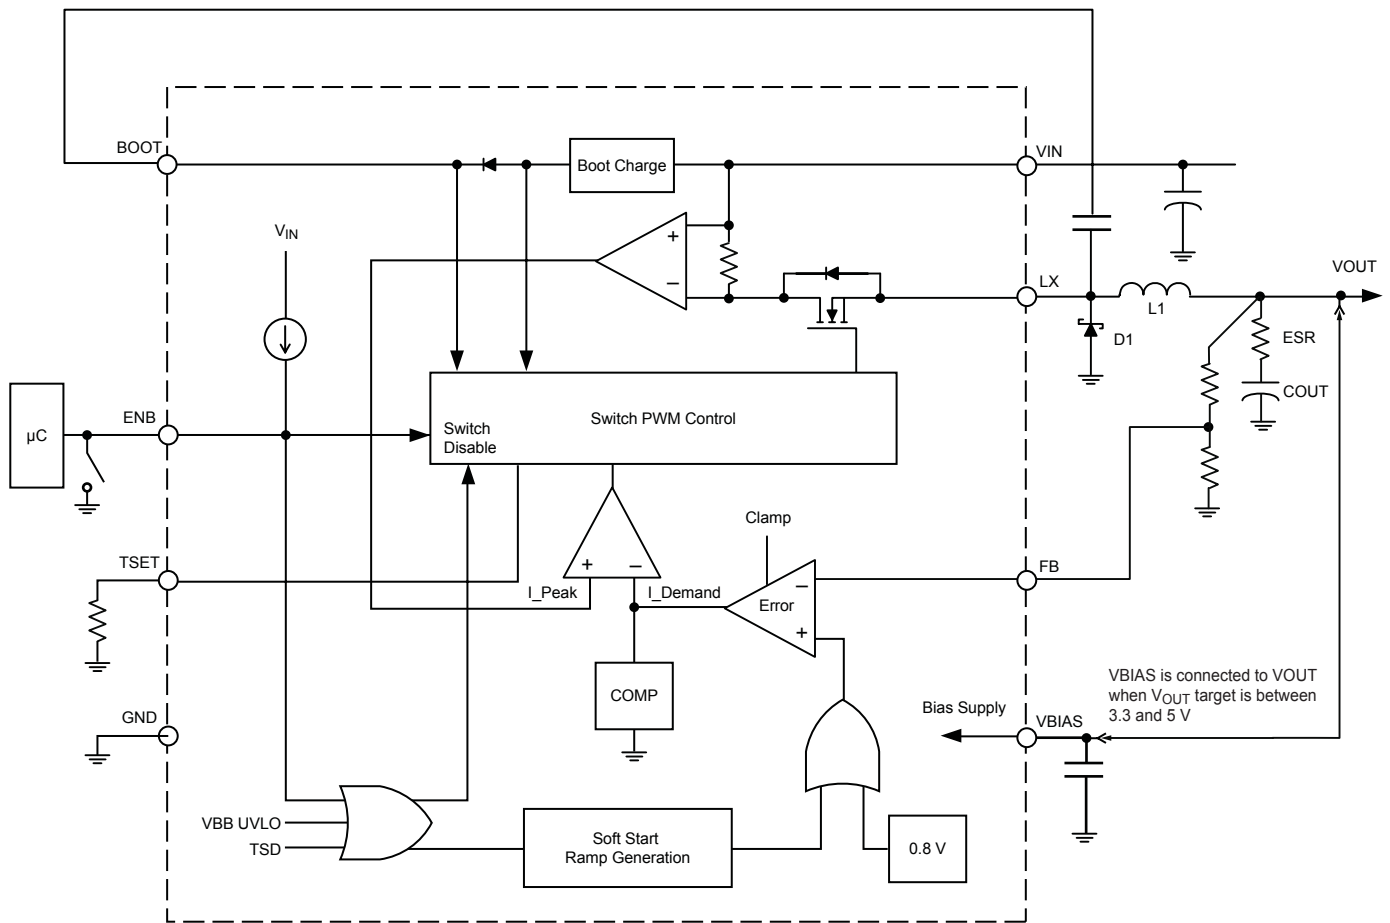 BOOT
Boot Charge
VIN
VIN
+
−
LX
VOUT
L1
D1
ESR
COUT
µC
ENB
Switch
Disable
Switch PWM Control
Clamp
TSET
+
−
I_Peak
I_Demand
−
Error
+
FB
COMP
GND
Bias Supply
VBIAS
VBIAS is connected to VOUT
when VOUT target is between
3.3 and 5 V
VBB UVLO
TSD
Soft Start
Ramp Generation
0.8 V